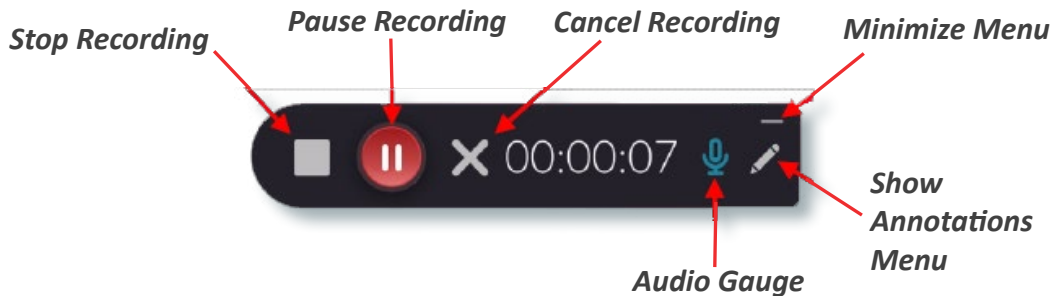 Stop Recording
Pause Recording
Cancel Recording
Minimize Menu
00:00:07
Show
Annotations
Menu
Audio Gauge